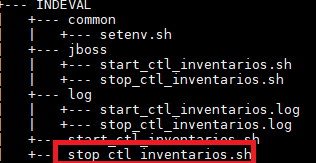 +--- INDEVAL
| +--- common
| | +--- setenv.sh
| +--- jboss
| | +--- start_ctl_inventarios.sh
| | +--- stop_ctl_inventarios.sh
| +--- log
| | +--- start_ctl_inventarios.log
| | +--- stop_ctl_inventarios.log
| +--- start_ctl_inventarios.sh
| +--- stop_ctl_inventarios.sh